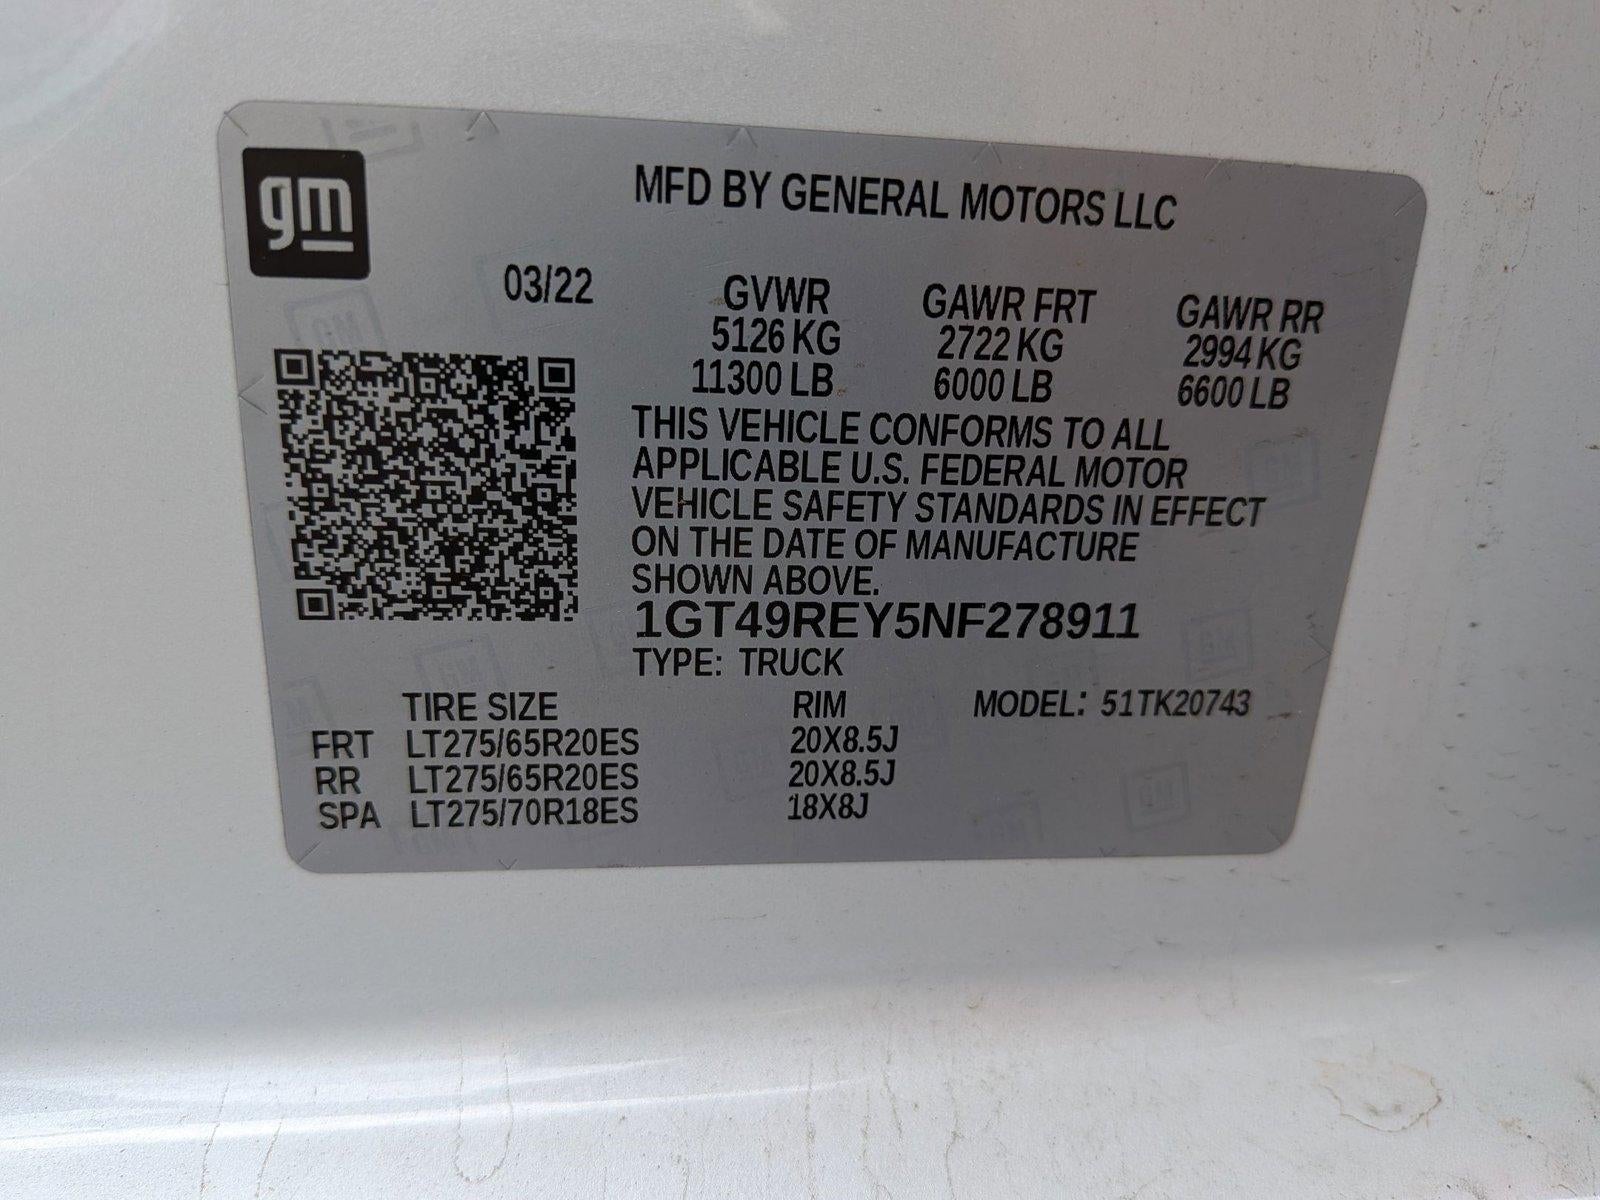 gm
MFD BY GENERAL MOTORS LLC
03/22 GVWR GAWR FRT GAWR RR
5126 KG 2722 KG 2994 KG
11300 LB 6000 LB 6600 LB
THIS VEHICLE CONFORMS TO ALL
APPLICABLE U.S. FEDERAL MOTOR
VEHICLE SAFETY STANDARDS IN EFFECT
ON THE DATE OF MANUFACTURE
SHOWN ABOVE.
1GT49REY5NF278911
TYPE: TRUCK
TIRE SIZE RIM MODEL: 51TK20743
FRT LT275/65R20ES 20X8.5J
RR LT275/65R20ES 20X8.5J
SPA LT275/70R18ES 18X8J